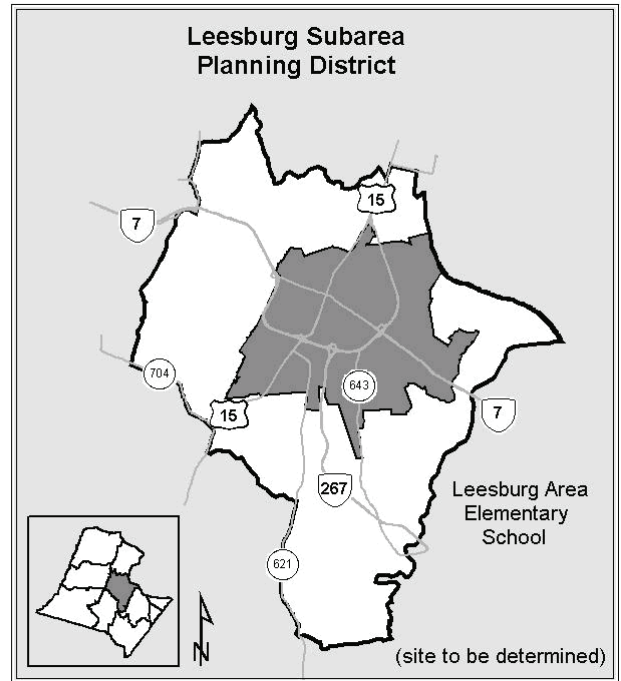 Leesburg Subarea
Planning District
15
7
704
643
15
7
267
Leesburg Area
Elementary
School
621
N
(site to be determined)